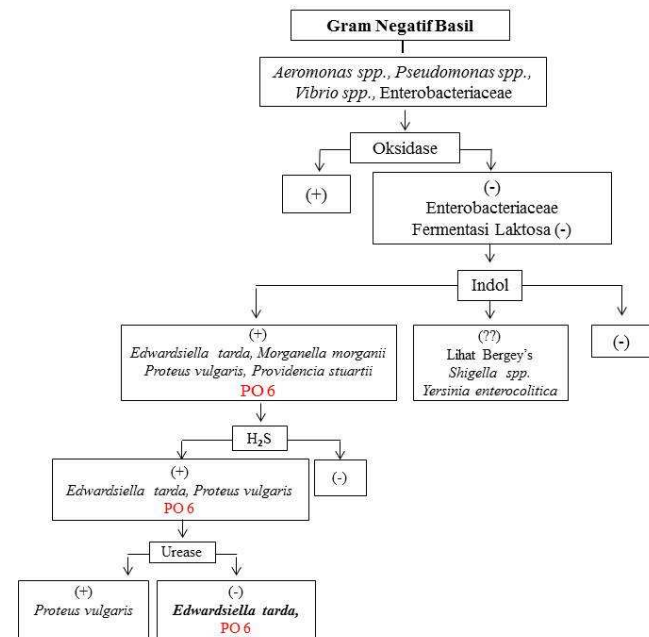 Gram Negatif Basil
Aeromonas spp., Pseudomonas spp.,
Vibrio spp., Enterobacteriaceae
Oksidase
(+)
(-)
Enterobacteriaceae
Fermentasi Laktosa (-)
Indol
(+)
Edwardsiella tarda, Morganella morganii
Proteus vulgaris, Providencia stuartii
PO 6
(??)
Lihat Bergey's
Shigella spp.
Yersinia enterocolitica
(-)
H₂S
(+)
Edwardsiella tarda, Proteus vulgaris
PO 6
(-)
Urease
(+)
Proteus vulgaris
(-)
Edwardsiella tarda,
PO 6